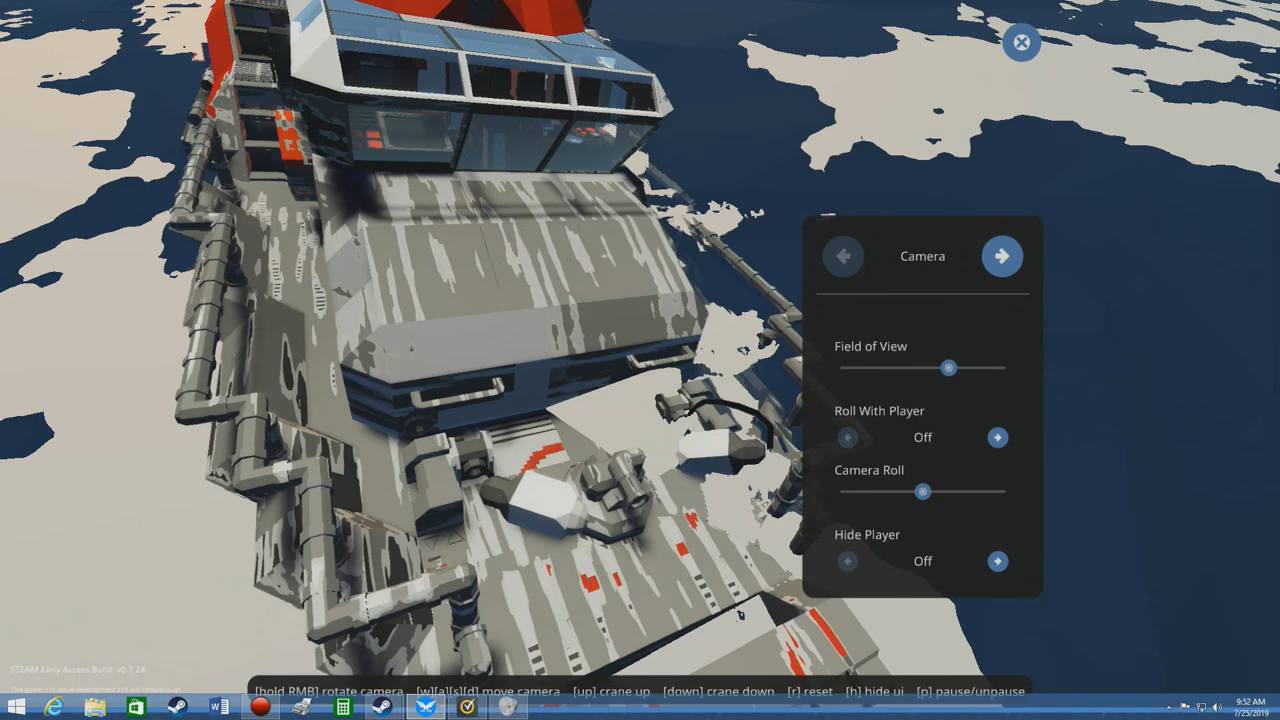 Camera
Field of View
Roll With Player
Off
Camera Roll
Hide Player
Off
STEAM Early Access Build: v0.7.24
[hold RMB] rotate camera [w][a][s][d] move camera [up] crane up [down] crane down [r] reset [h] hide ui [p] pause/unpause
9:52 AM
7/25/2019